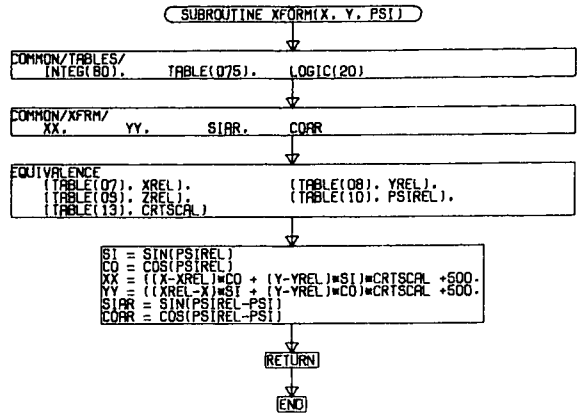 SUBROUTINE XFORM(X, Y, PSI)
COMMON/TABLES/
INTEG(80), TABLE(075), LOGIC(20)
COMMON/XFRM/
XX, YY, SIAR, COAR
EQUIVALENCE
(TABLE(07), XREL), (TABLE(08), YREL),
(TABLE(09), ZREL), (TABLE(10), PSIREL),
(TABLE(13), CRTSCAL)
SI = SIN(PSIREL)
CO = COS(PSIREL)
XX = ((X-XREL)*CO + (Y-YREL)*SI)*CRTSCAL +500.
YY = ((XREL-X)*SI + (Y-YREL)*CO)*CRTSCAL +500.
SIAR = SIN(PSIREL-PSI)
COAR = COS(PSIREL-PSI)
RETURN
END